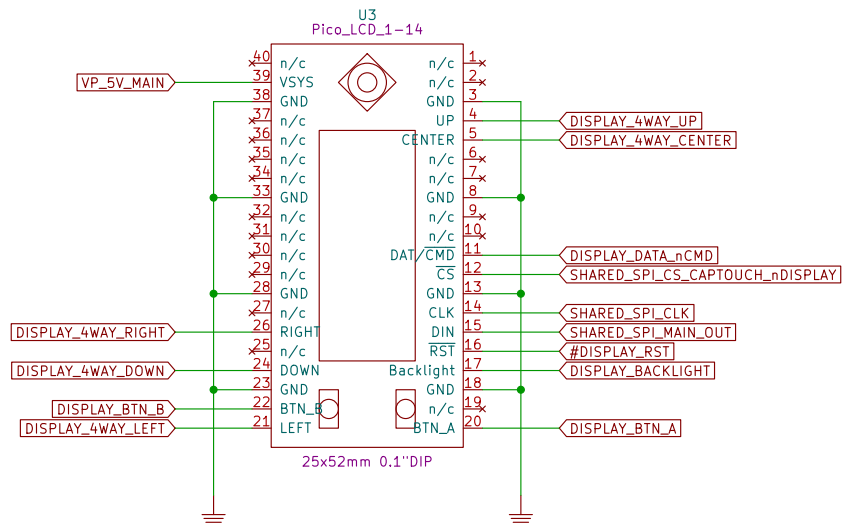 U3
Pico_LCD_1-14
40 n/c n/c 1
VP_5V_MAIN 39 VSYS n/c 2
38 GND GND 3
37 n/c UP 4 DISPLAY_4WAY_UP
36 n/c CENTER 5 DISPLAY_4WAY_CENTER
35 n/c n/c 6
34 n/c n/c 7
33 GND GND 8
32 n/c n/c 9
31 n/c n/c 10
30 n/c DAT/CMD 11 DISPLAY_DATA_nCMD
29 n/c CS 12 SHARED_SPI_CS_CAPTOUCH_nDISPLAY
28 GND GND 13
27 n/c CLK 14 SHARED_SPI_CLK
DISPLAY_4WAY_RIGHT 26 RIGHT DIN 15 SHARED_SPI_MAIN_OUT
25 n/c RST 16 #DISPLAY_RST
DISPLAY_4WAY_DOWN 24 DOWN Backlight 17 DISPLAY_BACKLIGHT
23 GND GND 18
DISPLAY_BTN_B 22 BTN_B n/c 19
DISPLAY_4WAY_LEFT 21 LEFT BTN_A 20 DISPLAY_BTN_A
25x52mm 0.1"DIP